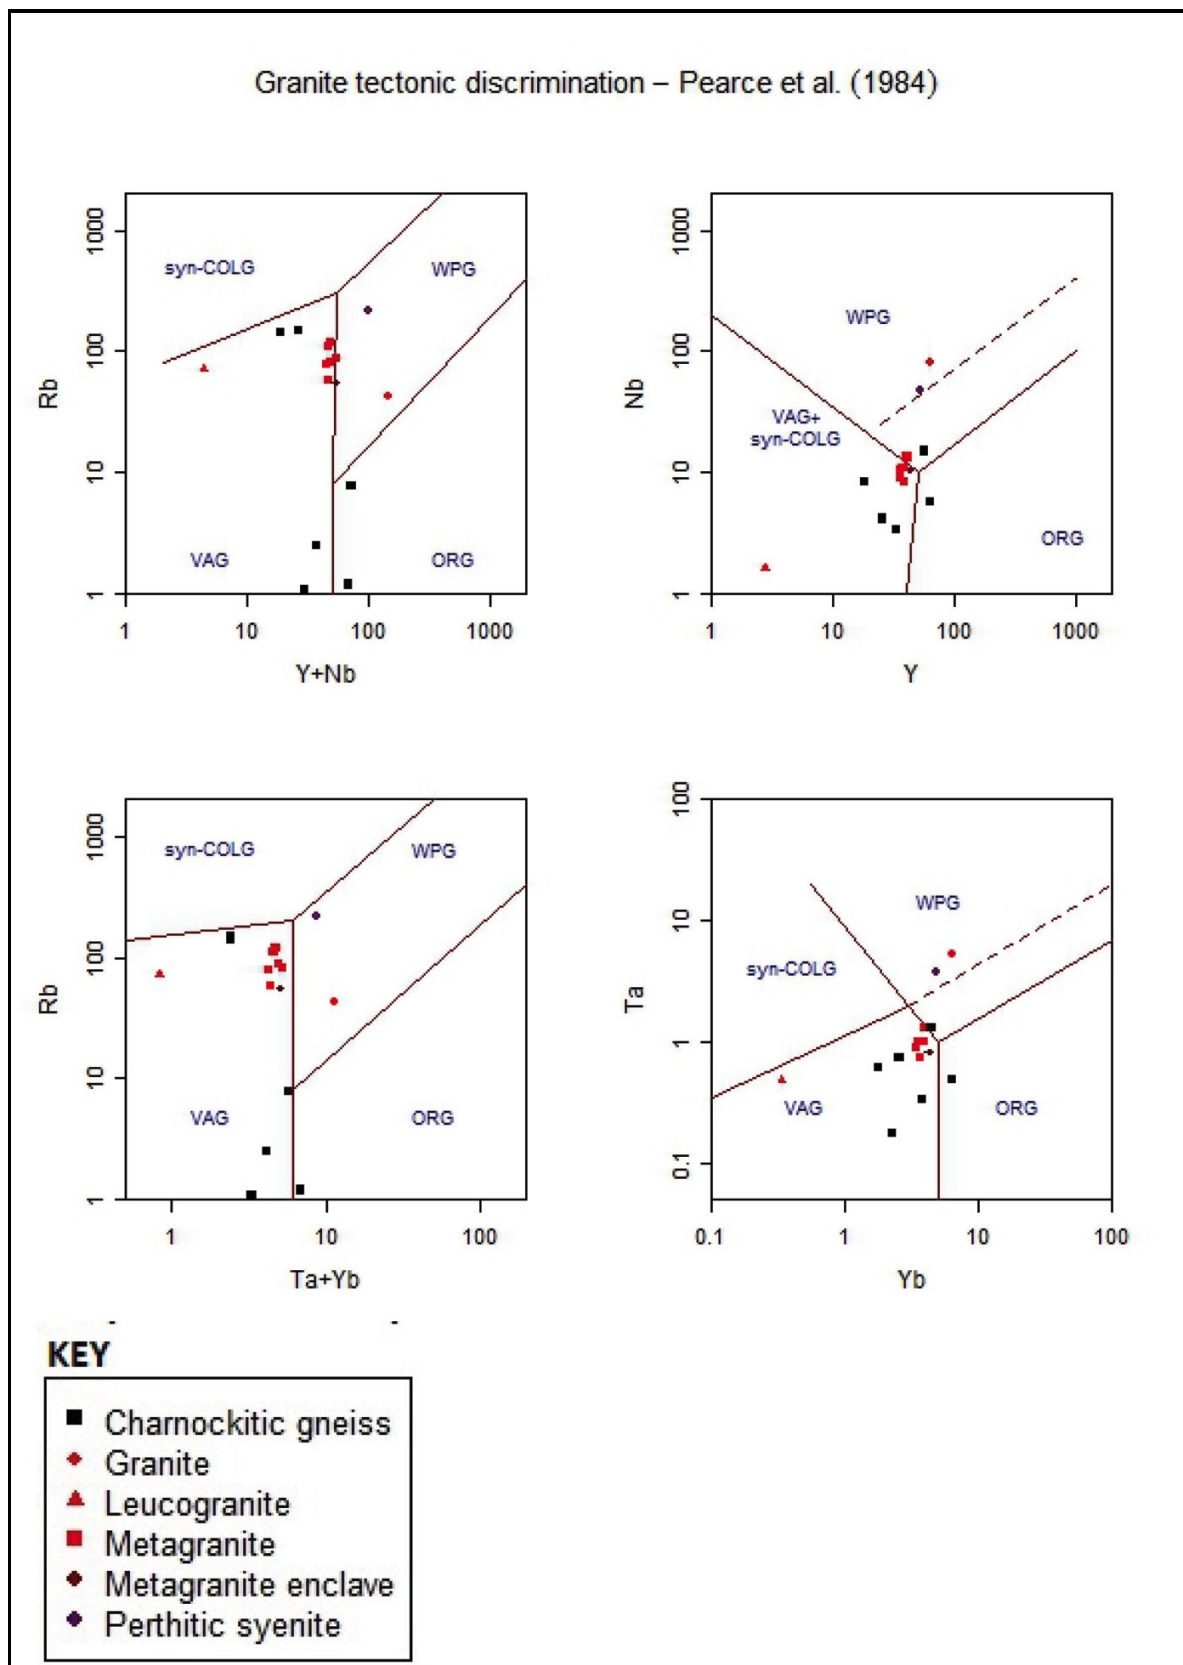 Granite tectonic discrimination – Pearce et al. (1984)
Rb
1 10 100 1000
syn-COLG
WPG
VAG
ORG
1 10 100 1000
Y+Nb
Nb
1 10 100 1000
WPG
VAG+
syn-COLG
ORG
1 10 100 1000
Y
Rb
1 10 100 1000
syn-COLG
WPG
VAG
ORG
1 10 100
Ta+Yb
Ta
0.1 1 10 100
WPG
syn-COLG
VAG
ORG
0.1 1 10 100
Yb
KEY
Charnockitic gneiss
Granite
Leucogranite
Metagranite
Metagranite enclave
Perthitic syenite